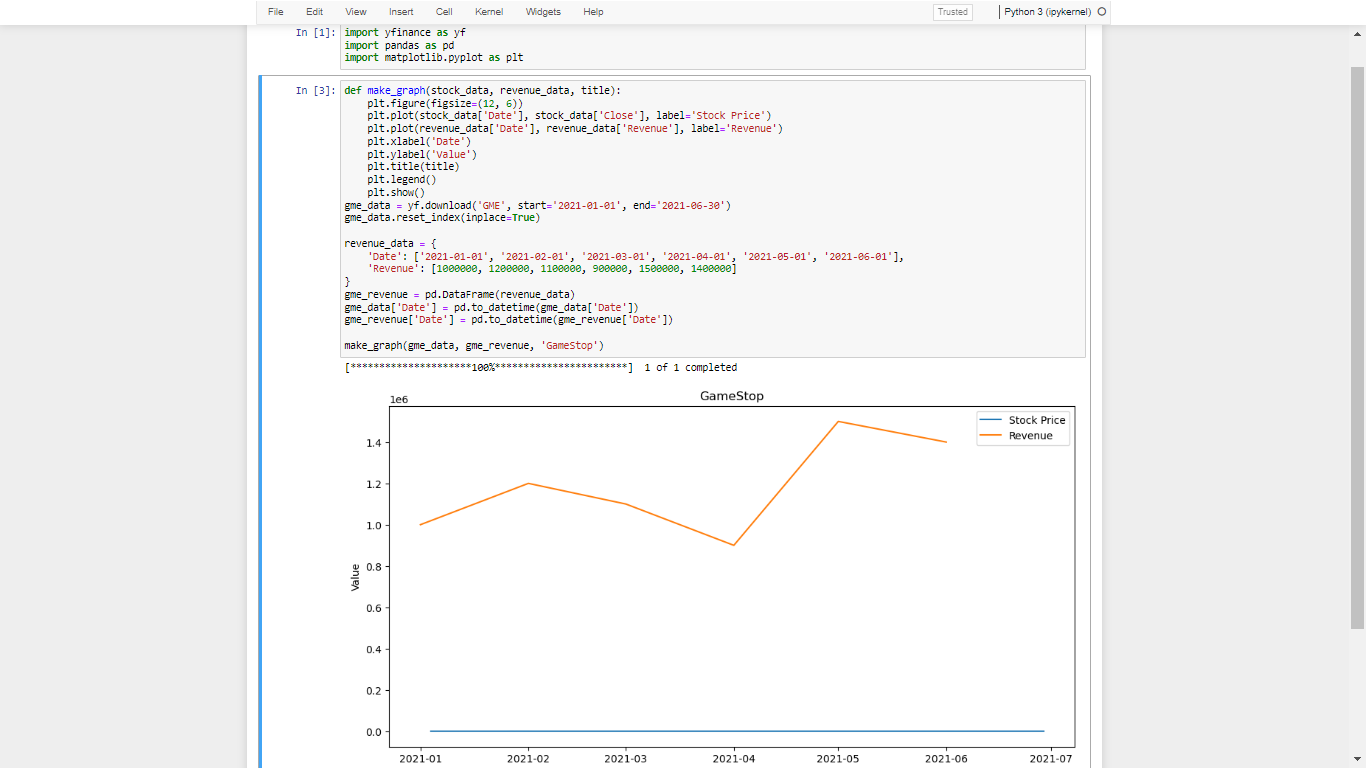 File Edit View Insert Cell Kernel Widgets Help Trusted Python 3 (ipykernel)
In [1]: import yfinance as yf
import pandas as pd
import matplotlib.pyplot as plt
In [3]: def make_graph(stock_data, revenue_data, title):
    plt.figure(figsize=(12, 6))
    plt.plot(stock_data['Date'], stock_data['Close'], label='Stock Price')
    plt.plot(revenue_data['Date'], revenue_data['Revenue'], label='Revenue')
    plt.xlabel('Date')
    plt.ylabel('Value')
    plt.title(title)
    plt.legend()
    plt.show()
gme_data = yf.download('GME', start='2021-01-01', end='2021-06-30')
gme_data.reset_index(inplace=True)
revenue_data = {
    'Date': ['2021-01-01', '2021-02-01', '2021-03-01', '2021-04-01', '2021-05-01', '2021-06-01'],
    'Revenue': [1000000, 1200000, 1100000, 900000, 1500000, 1400000]
}
gme_revenue = pd.DataFrame(revenue_data)
gme_data['Date'] = pd.to_datetime(gme_data['Date'])
gme_revenue['Date'] = pd.to_datetime(gme_revenue['Date'])
make_graph(gme_data, gme_revenue, 'GameStop')
[*********************100%***********************]  1 of 1 completed
GameStop
1e6
Stock Price
Revenue
1.4
1.2
1.0
0.8
Value
0.6
0.4
0.2
0.0
2021-01 2021-02 2021-03 2021-04 2021-05 2021-06 2021-07